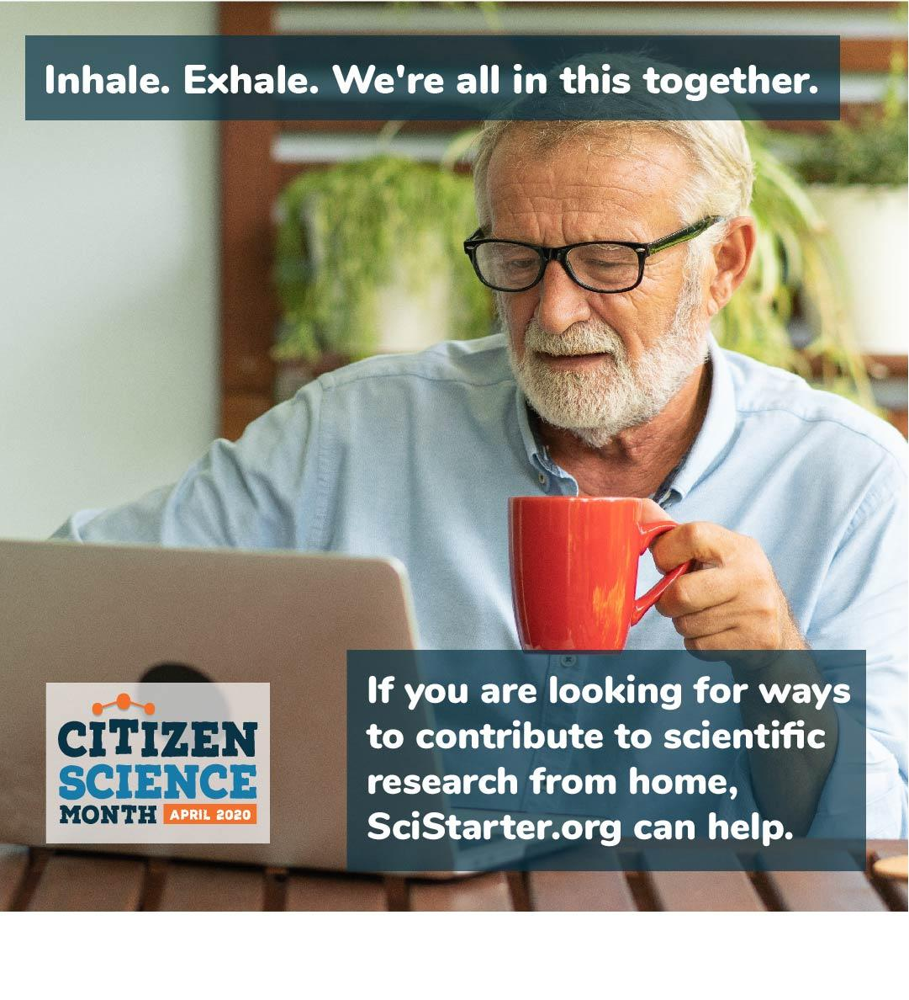 Inhale. Exhale. We're all in this together.
If you are looking for ways
to contribute to scientific
research from home,
SciStarter.org can help.
CITIZEN
SCIENCE
MONTH APRIL 2020